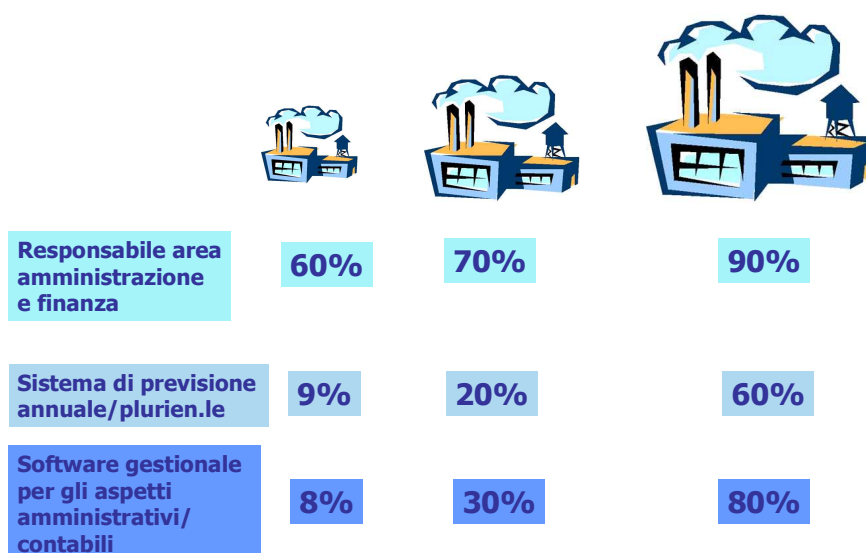 Responsabile area
amministrazione
e finanza
60%
70%
90%
Sistema di previsione
annuale/plurien.le
9%
20%
60%
Software gestionale
per gli aspetti
amministrativi/
contabili
8%
30%
80%